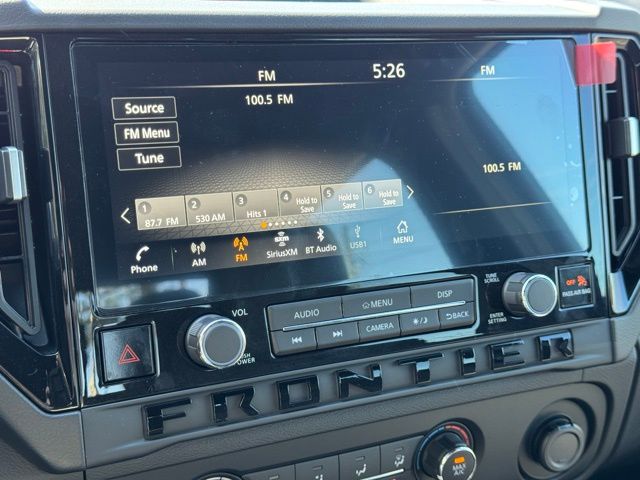 FM 5:26 FM
100.5 FM
Source
FM Menu
Tune
100.5 FM
1 2 3 4 5 6
87.7 FM 530 AM Hits 1 Hold to Save Hold to Save Hold to Save
Phone AM FM SiriusXM BT Audio USB1 MENU
VOL
AUDIO MENU DISP
CAMERA BACK
TUNE
SCROLL
ENTER
SETTING
OFF
PASS AIR BAG
PUSH
POWER
FRONTIER
MAX
A/C